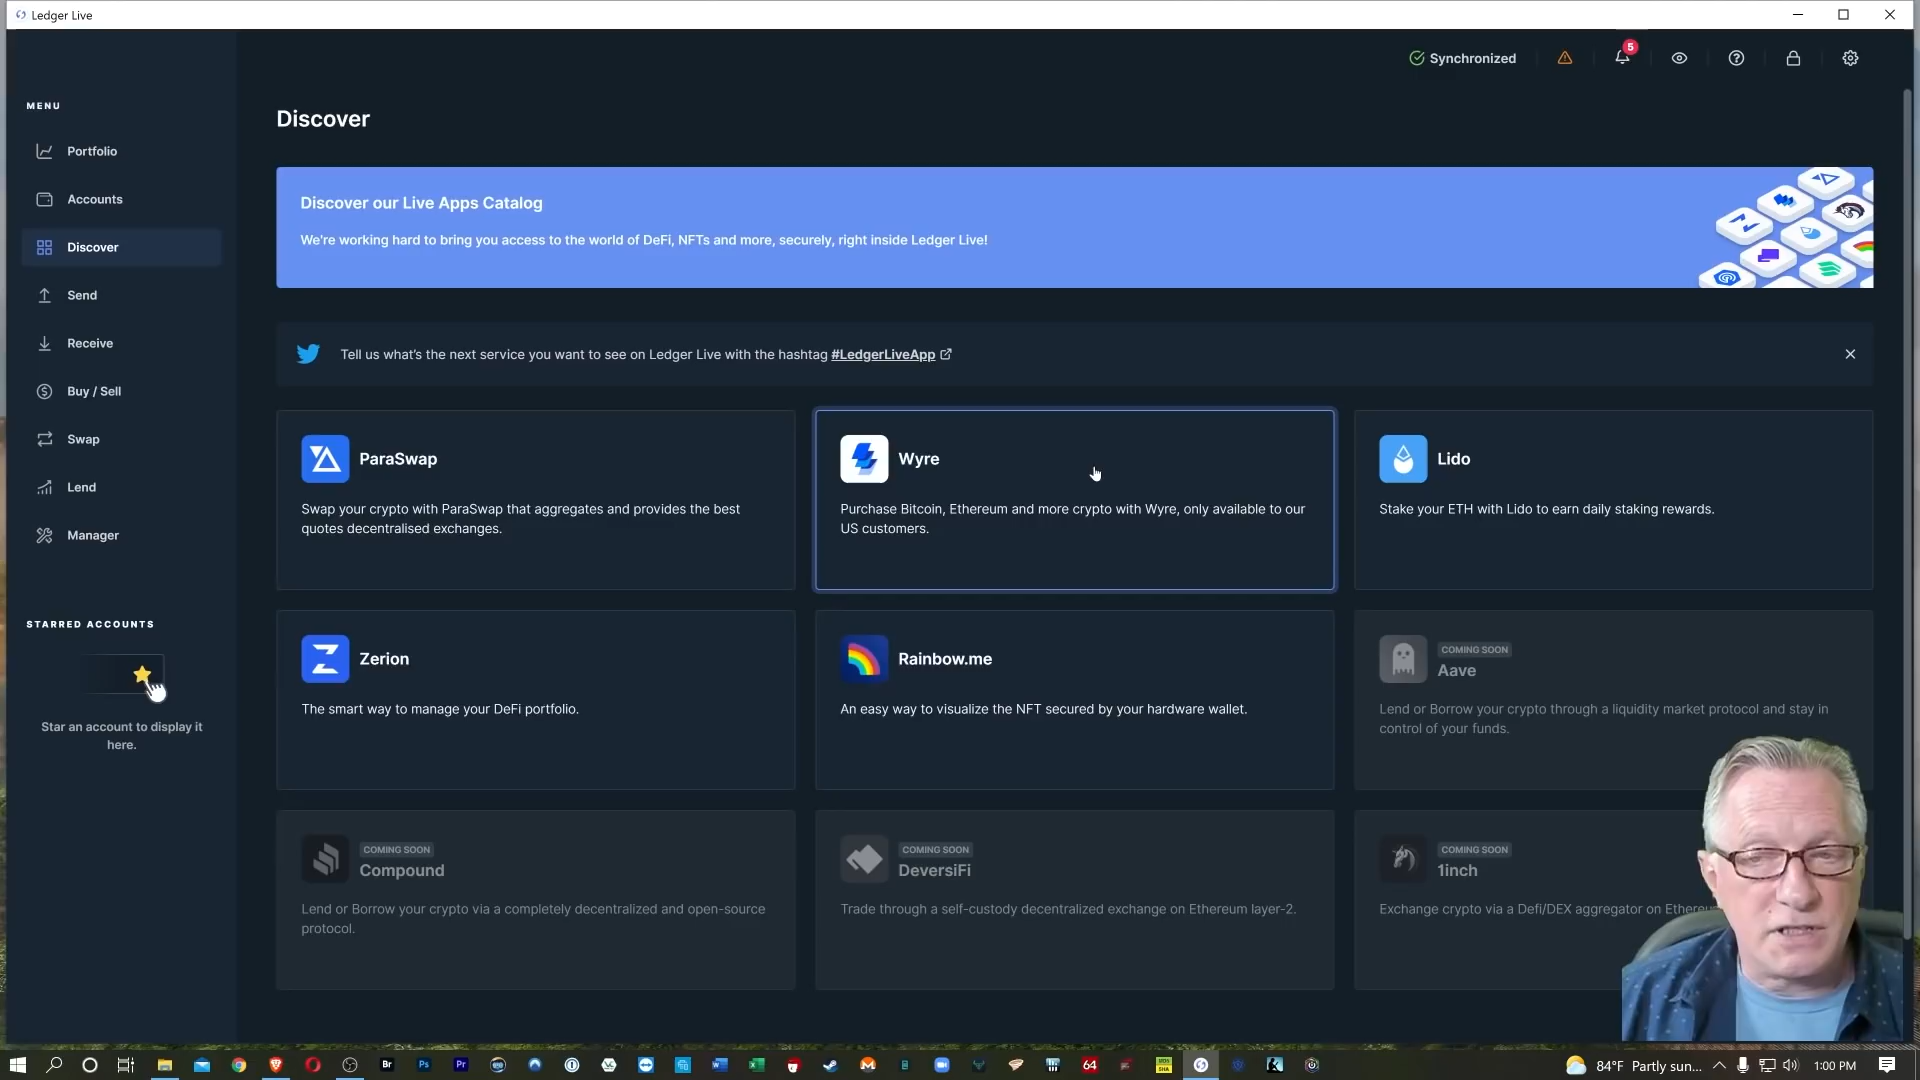 Ledger Live
Synchronized
5
MENU
Portfolio
Accounts
Discover
Send
Receive
Buy / Sell
Swap
Lend
Manager
STARRED ACCOUNTS
Star an account to display it
here.
Discover
Discover our Live Apps Catalog
We're working hard to bring you access to the world of DeFi, NFTs and more, securely, right inside Ledger Live!
Tell us what's the next service you want to see on Ledger Live with the hashtag #LedgerLiveApp
ParaSwap
Swap your crypto with ParaSwap that aggregates and provides the best
quotes decentralised exchanges.
Wyre
Purchase Bitcoin, Ethereum and more crypto with Wyre, only available to our
US customers.
Lido
Stake your ETH with Lido to earn daily staking rewards.
Zerion
The smart way to manage your DeFi portfolio.
Rainbow.me
An easy way to visualize the NFT secured by your hardware wallet.
COMING SOON
Aave
Lend or Borrow your crypto through a liquidity market protocol and stay in
control of your funds.
COMING SOON
Compound
Lend or Borrow your crypto via a completely decentralized and open-source
protocol.
COMING SOON
DeversiFi
Trade through a self-custody decentralized exchange on Ethereum layer-2.
COMING SOON
1inch
Exchange crypto via a Defi/DEX aggregator on
Br
Ps
Pr
64
84°F Partly sun...
1:00 PM